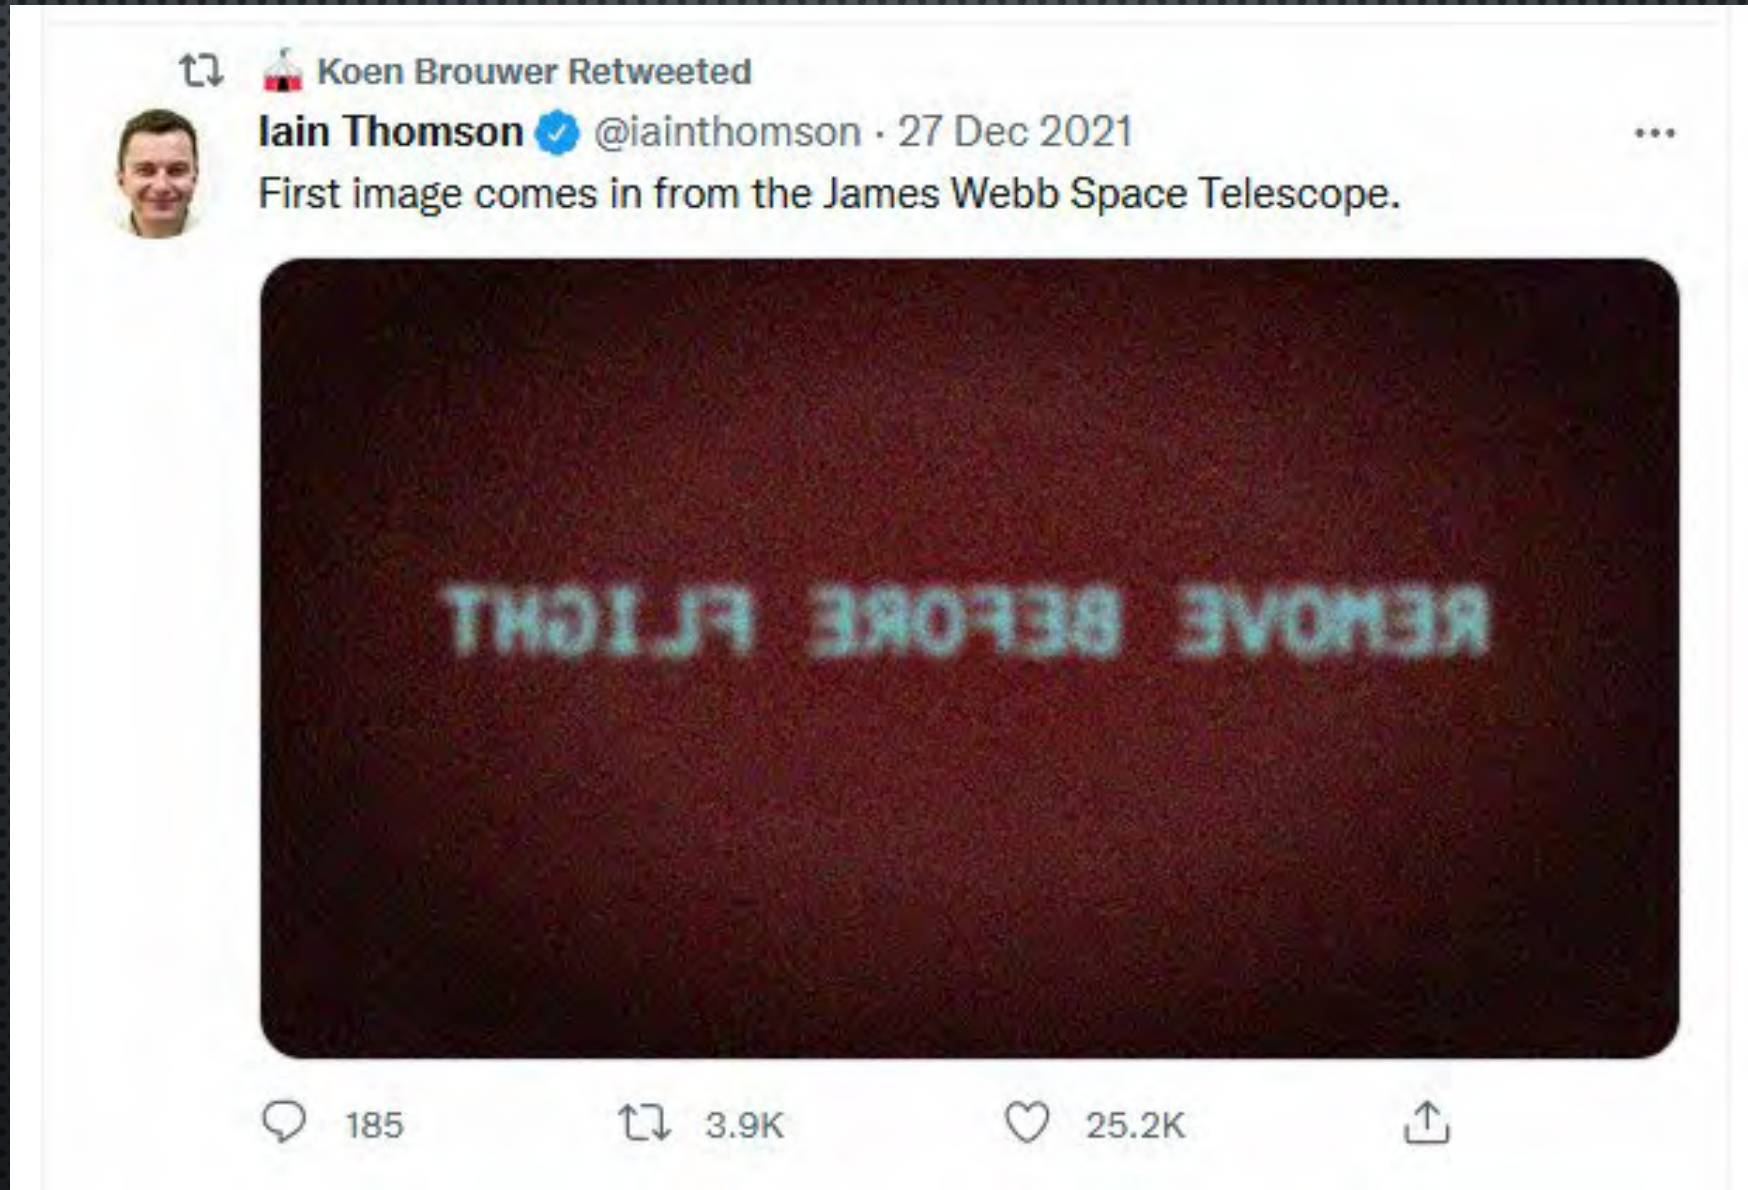 Koen Brouwer Retweeted
Iain Thomson @iainthomson · 27 Dec 2021
First image comes in from the James Webb Space Telescope.
REMOVE BEFORE FLIGHT
185 3.9K 25.2K